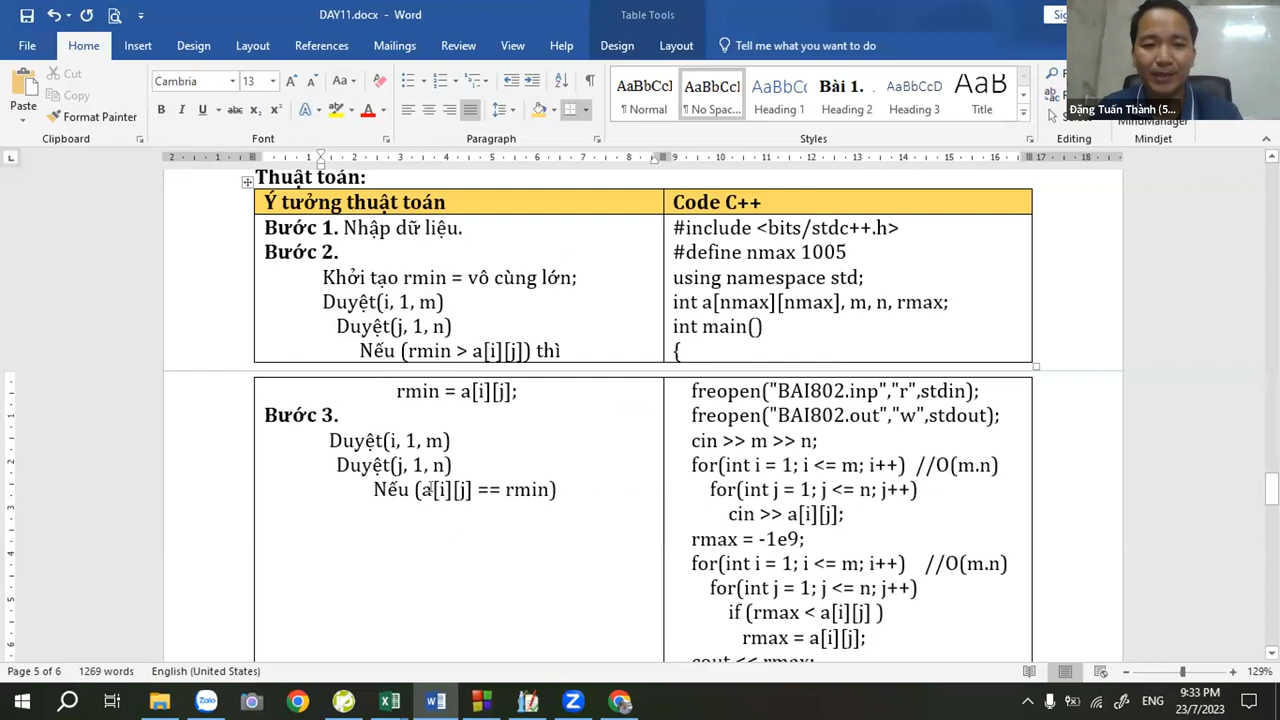 DAY11.docx - Word
Table Tools
File
Home
Insert
Design
Layout
References
Mailings
Review
View
Help
Design
Layout
Tell me what you want to do
Paste
Cut
Copy
Format Painter
Cambria
13
AaBbCcI
AaBbCcI
AaBbC
Bài 1.
AaBbCcD
AaB
¶ Normal
¶ No Spac...
Heading 1
Heading 2
Heading 3
Title
Đặng Tuấn Thành (5...
MindManager
Clipboard
Font
Paragraph
Styles
Editing
Mindjet
Thuật toán:
Ý tưởng thuật toán
Bước 1. Nhập dữ liệu.
Bước 2.
Khởi tạo rmin = vô cùng lớn;
Duyệt(i, 1, m)
Duyệt(j, 1, n)
Nếu (rmin > a[i][j]) thì
rmin = a[i][j];
Bước 3.
Duyệt(i, 1, m)
Duyệt(j, 1, n)
Nếu (a[i][j] == rmin)
Code C++
#include <bits/stdc++.h>
#define nmax 1005
using namespace std;
int a[nmax][nmax], m, n, rmax;
int main()
{
freopen("BAI802.inp","r",stdin);
freopen("BAI802.out","w",stdout);
cin >> m >> n;
for(int i = 1; i <= m; i++) //O(m.n)
for(int j = 1; j <= n; j++)
cin >> a[i][j];
rmax = -1e9;
for(int i = 1; i <= m; i++) //O(m.n)
for(int j = 1; j <= n; j++)
if (rmax < a[i][j] )
rmax = a[i][j];
cout << rmax;
Page 5 of 6
1269 words
English (United States)
129%
ENG
9:33 PM
23/7/2023